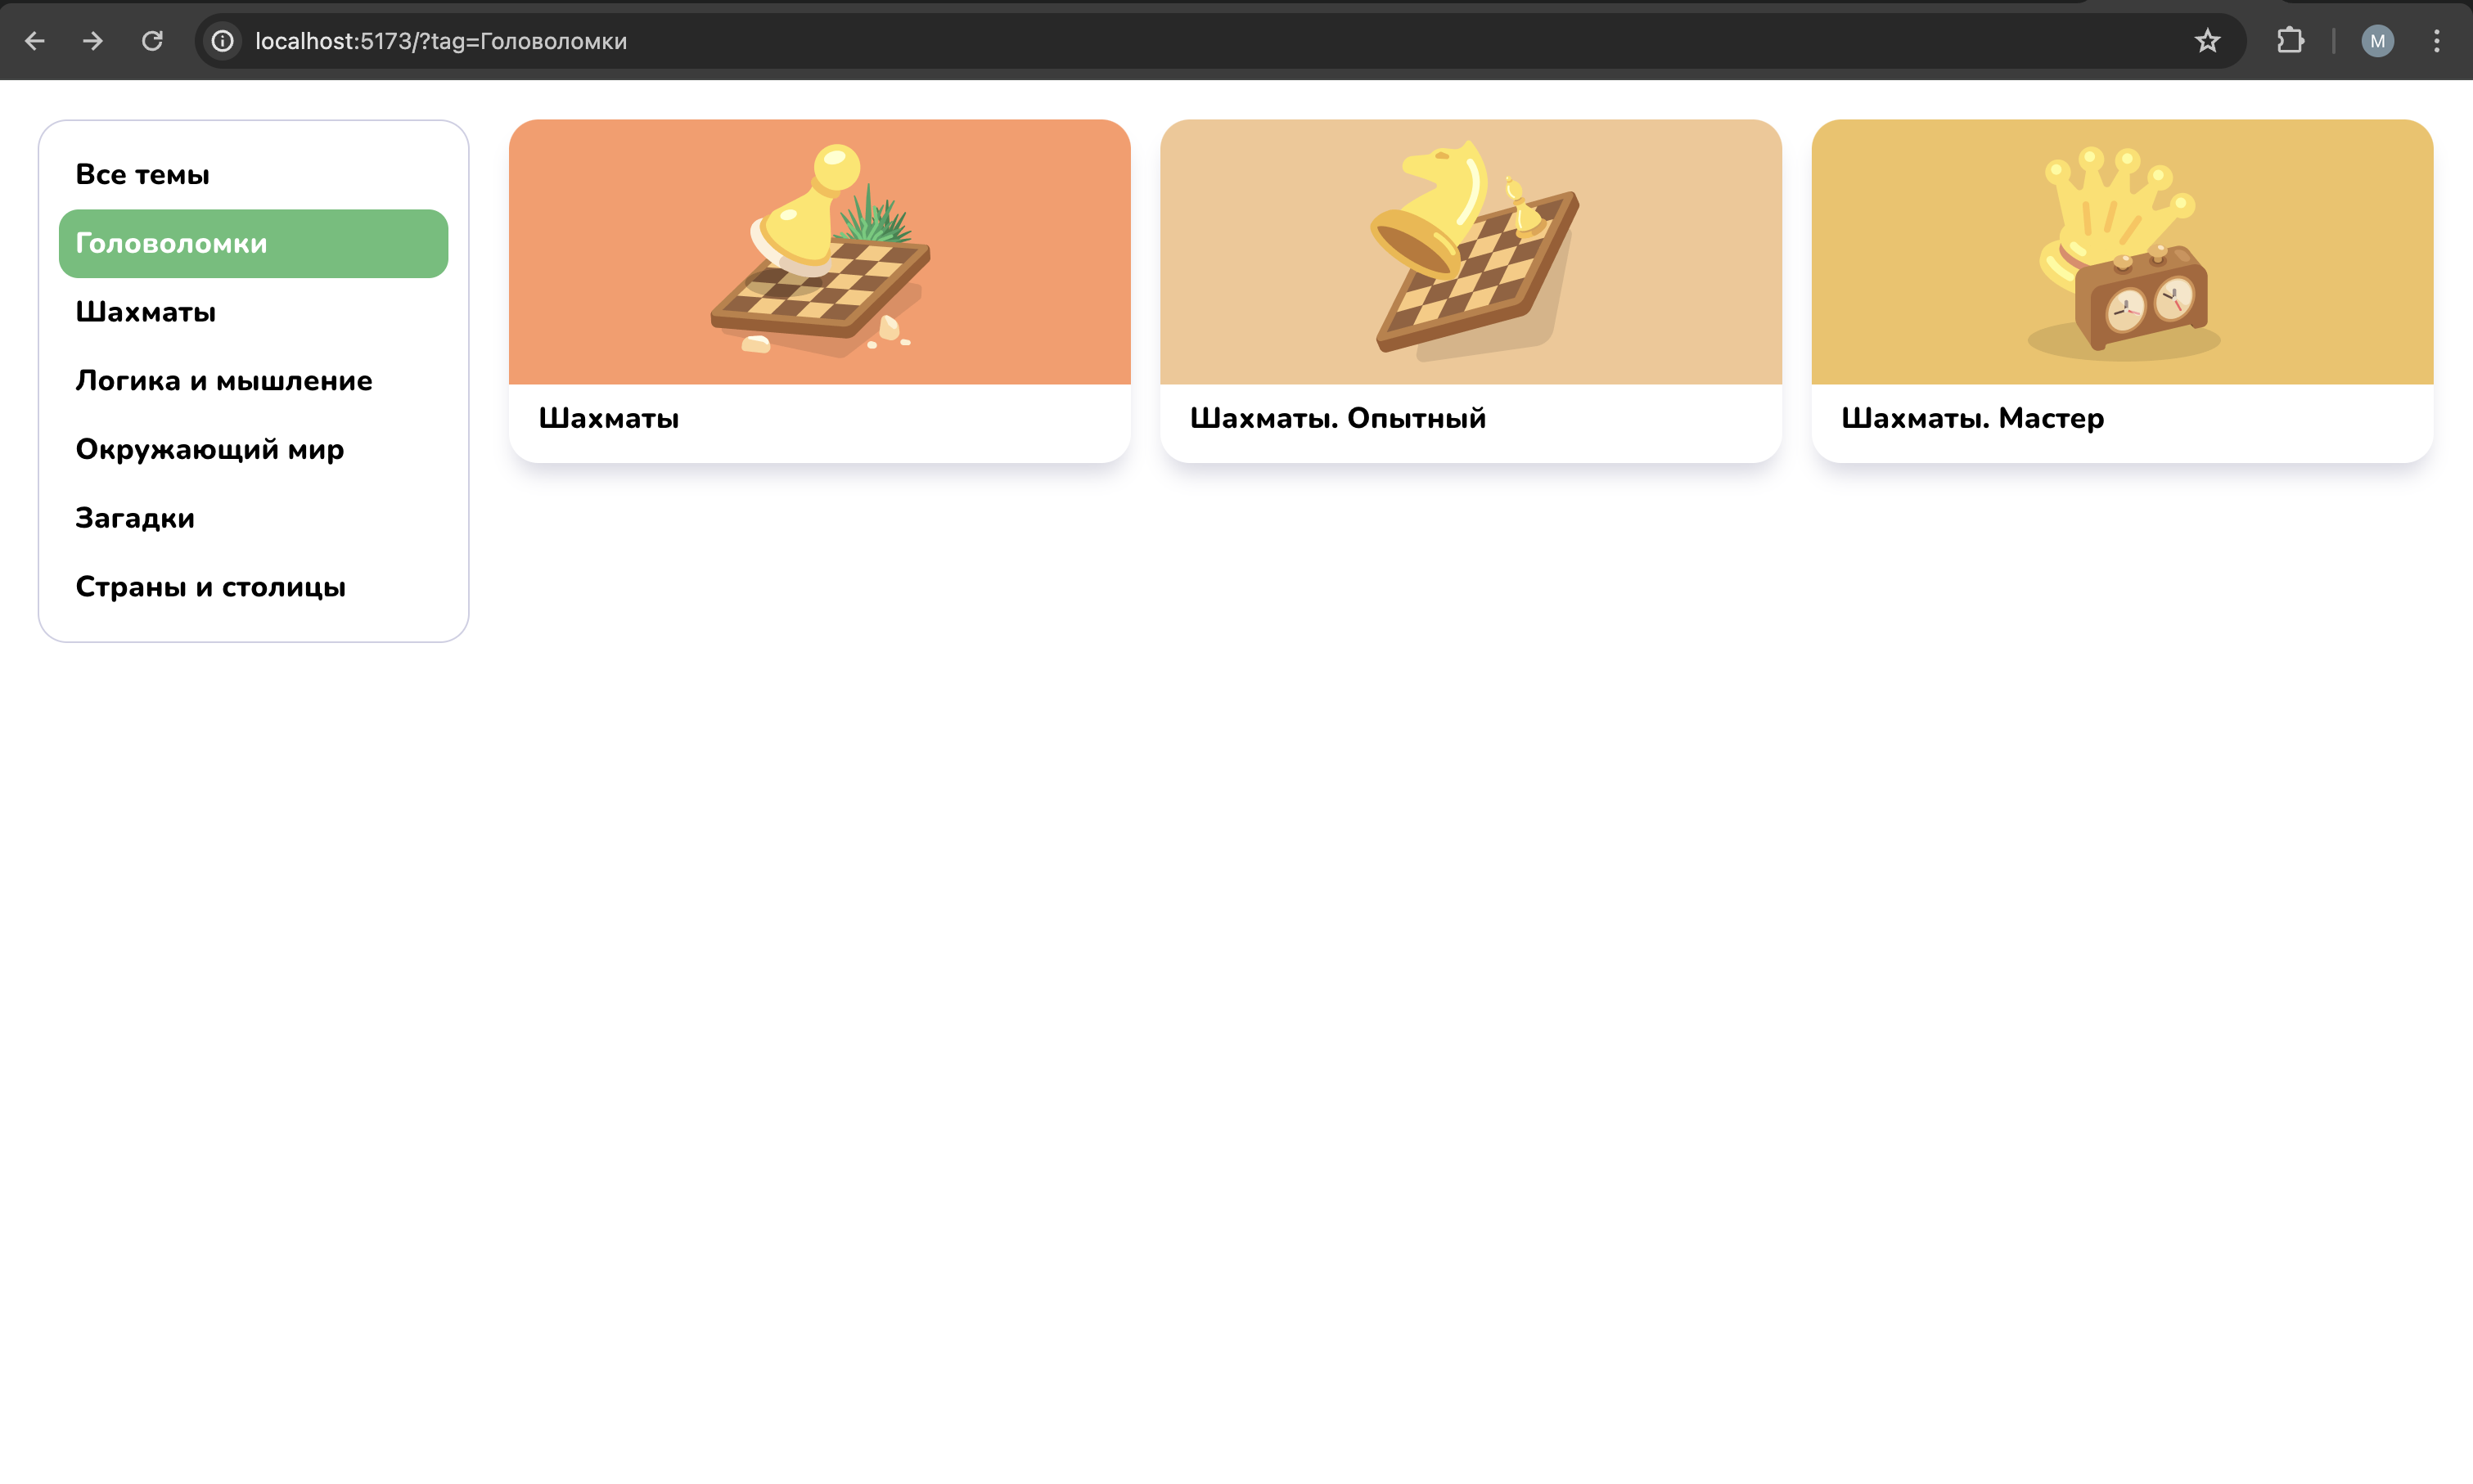 localhost:5173/?tag=Головоломки
M
Все темы
Головоломки
Шахматы
Логика и мышление
Окружающий мир
Загадки
Страны и столицы
Шахматы
Шахматы. Опытный
Шахматы. Мастер